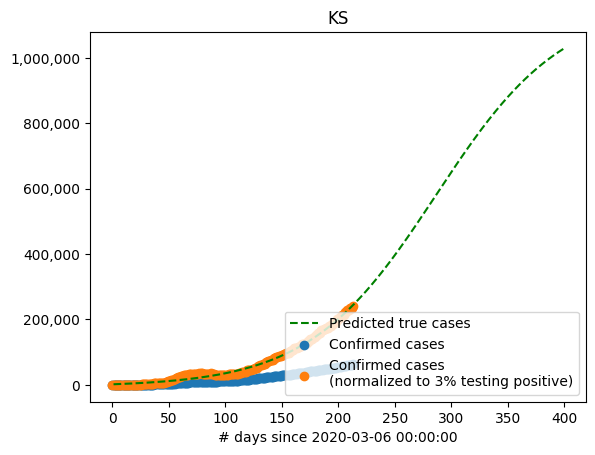 KS
1,000,000
800,000
600,000
400,000
200,000
0
Predicted true cases
Confirmed cases
Confirmed cases
(normalized to 3% testing positive)
0 50 100 150 200 250 300 350 400
# days since 2020-03-06 00:00:00